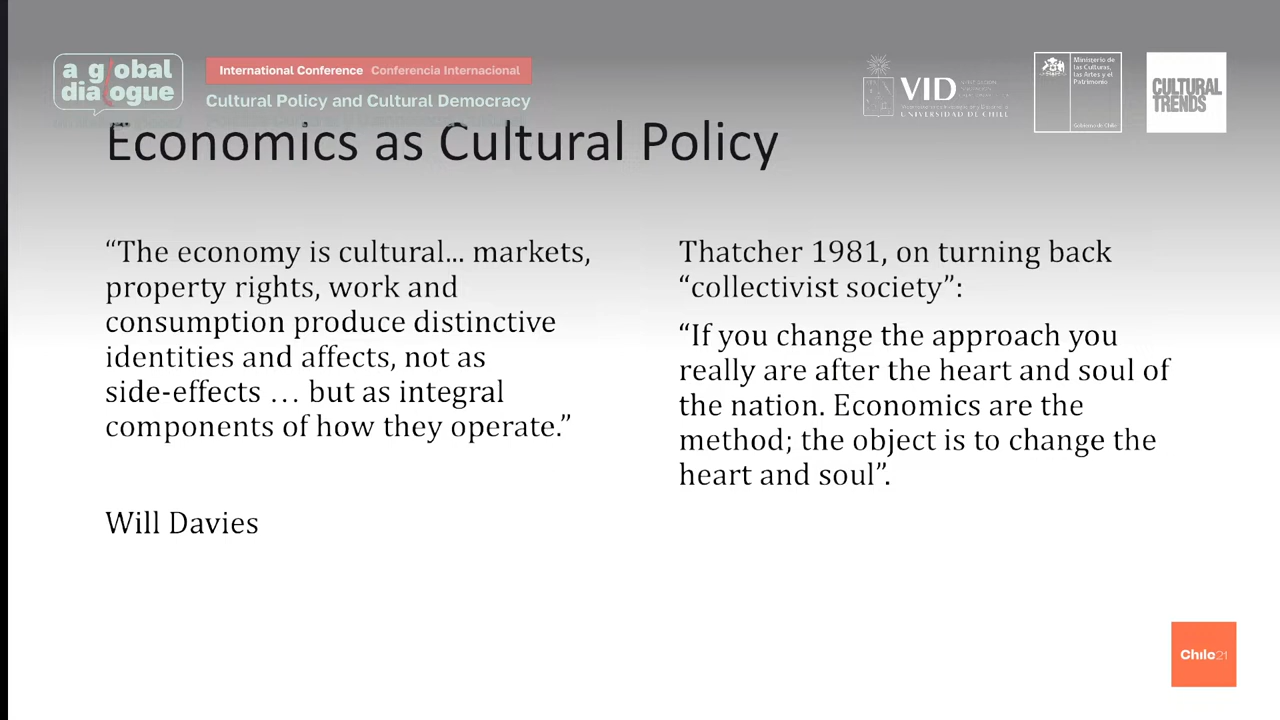 a global
dialogue
International Conference Conferencia Internacional
Cultural Policy and Cultural Democracy
VID
UNIVERSIDAD DE CHILE
Ministerio de
las Culturas,
las Artes y el
Patrimonio
Gobierno de Chile
CULTURAL
TRENDS
Economics as Cultural Policy
“The economy is cultural... markets,
property rights, work and
consumption produce distinctive
identities and affects, not as
side-effects … but as integral
components of how they operate.”
Will Davies
Thatcher 1981, on turning back
“collectivist society”:
“If you change the approach you
really are after the heart and soul of
the nation. Economics are the
method; the object is to change the
heart and soul”.
Chile21